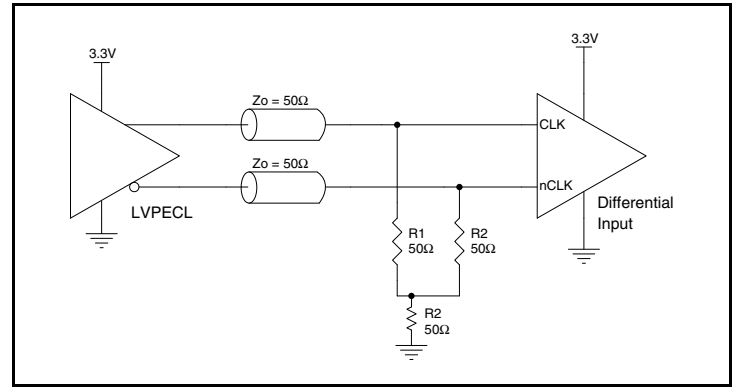 3.3V
3.3V
Zo = 50Ω
CLK
Zo = 50Ω
nCLK
LVPECL
Differential
Input
R1
50Ω
R2
50Ω
R2
50Ω